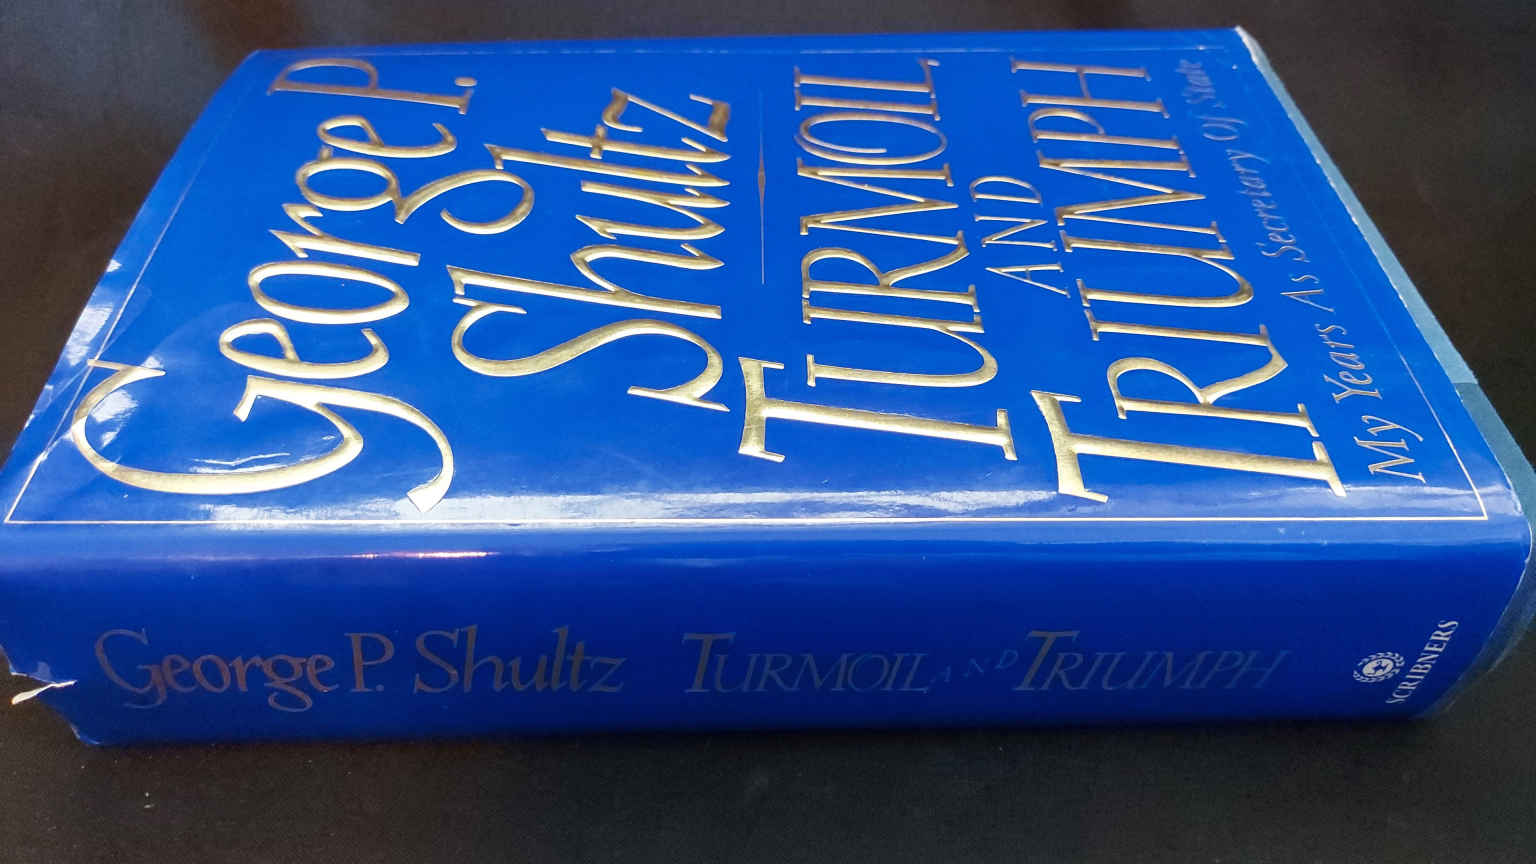 George P.
Shultz
TURMOIL
AND
TRIUMPH
My Years As Secretary Of State
George P. Shultz TURMOIL AND TRIUMPH
SCRIBNERS